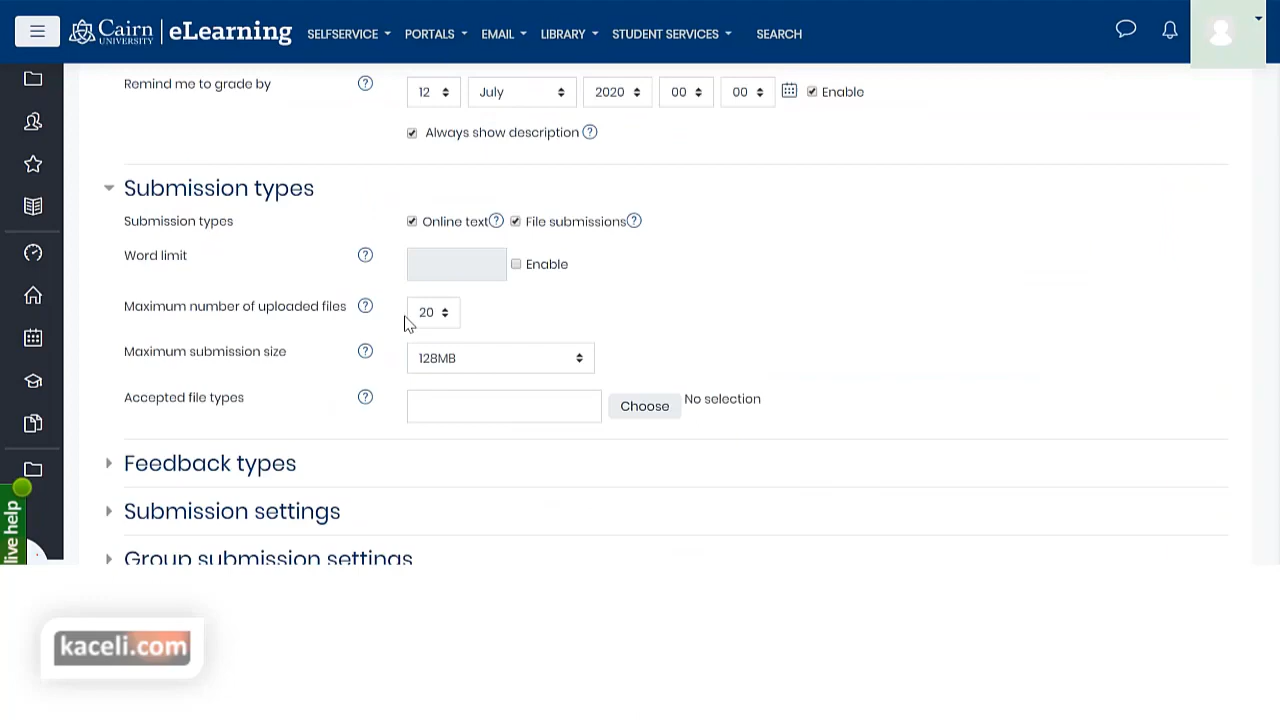 Cairn UNIVERSITY eLearning SELFSERVICE PORTALS EMAIL LIBRARY STUDENT SERVICES SEARCH
Remind me to grade by ? 12 July 2020 00 00 Enable
Always show description ?
Submission types
Submission types Online text ? File submissions ?
Word limit ? Enable
Maximum number of uploaded files ? 20
Maximum submission size ? 128MB
Accepted file types ? Choose No selection
Feedback types
Submission settings
Group submission settings
live help
kaceli.com